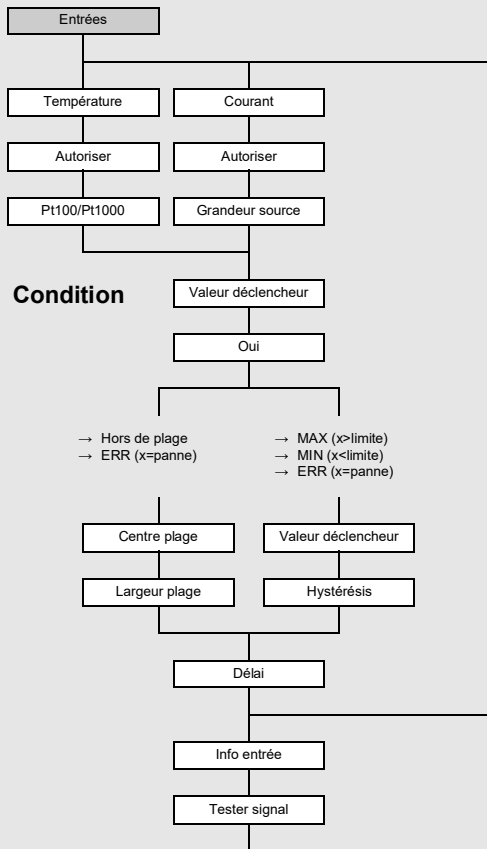 Entrées
Température
Courant
Autoriser
Autoriser
Pt100/Pt1000
Grandeur source
Condition
Valeur déclencheur
Oui
→ Hors de plage
→ ERR (x=panne)
→ MAX (x>limite)
→ MIN (x<limite)
→ ERR (x=panne)
Centre plage
Valeur déclencheur
Largeur plage
Hystérésis
Délai
Info entrée
Tester signal